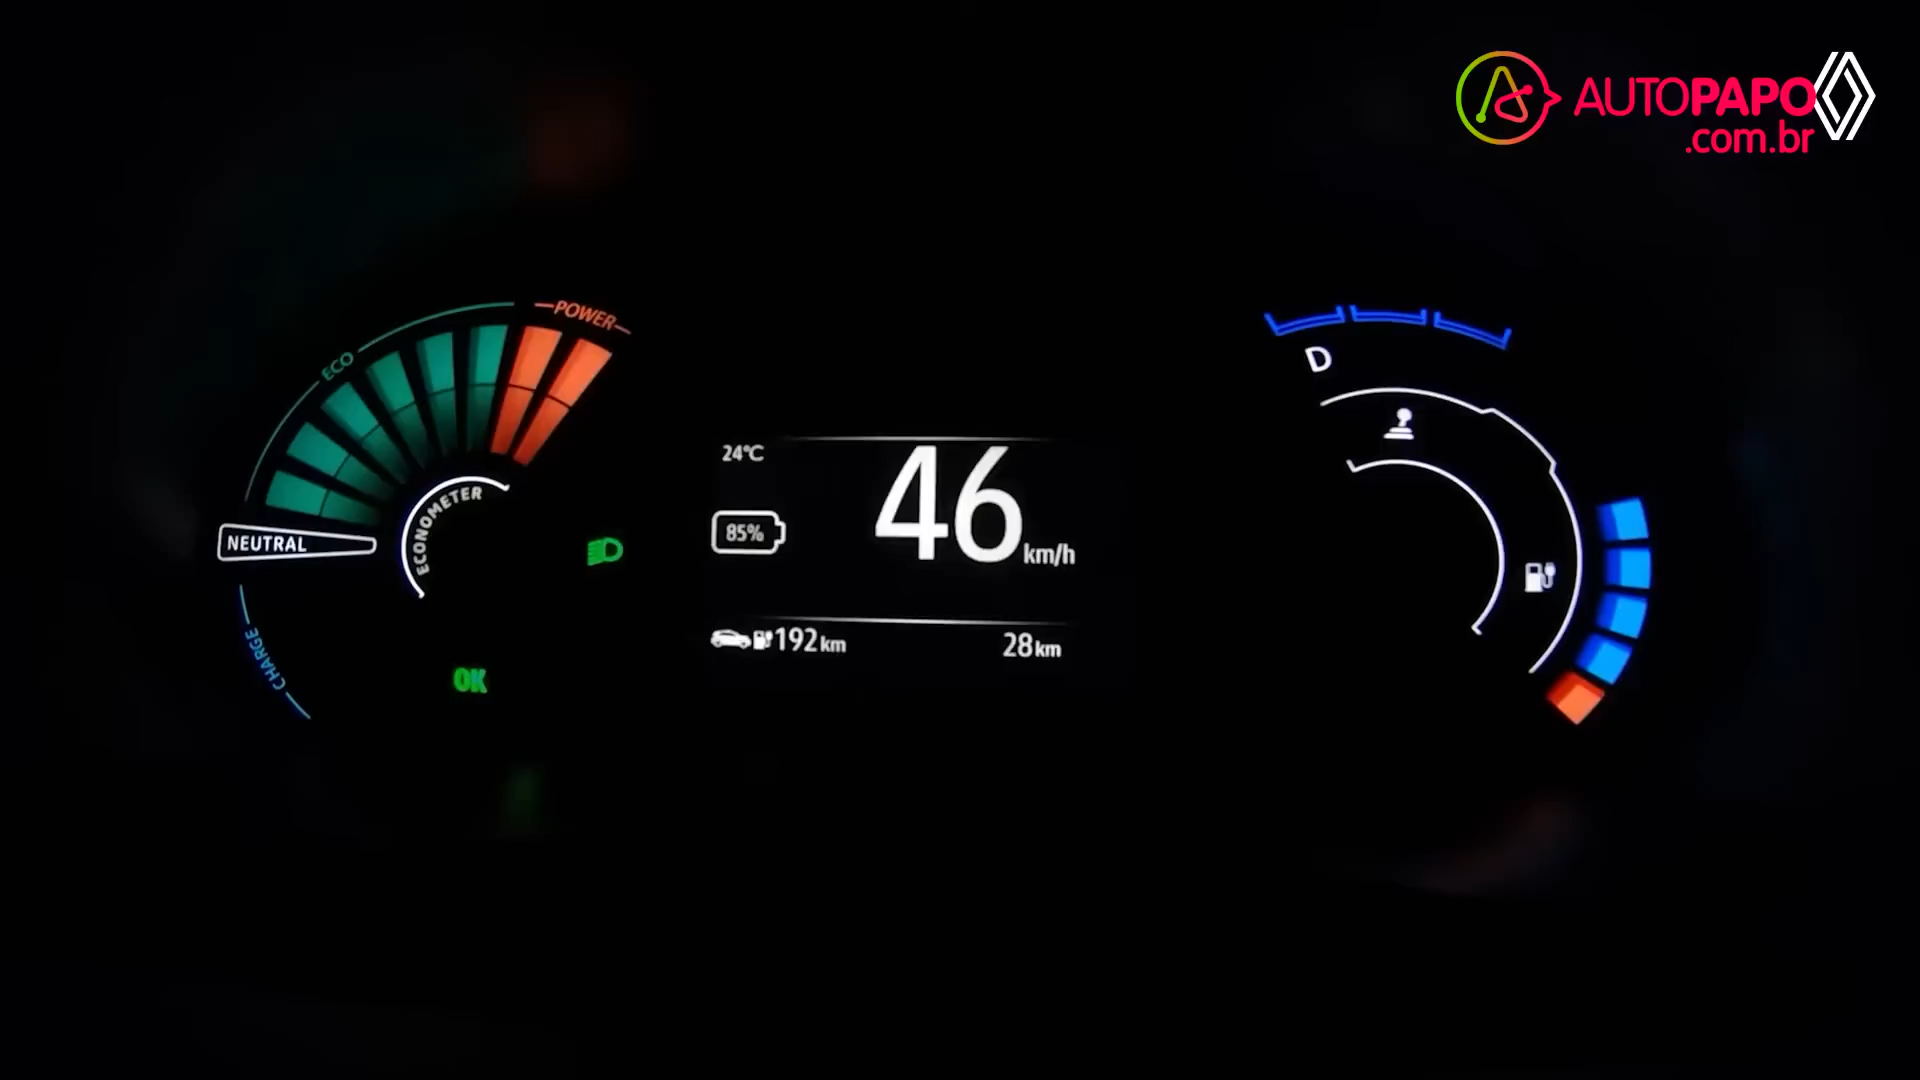 AUTOPAPO
.com.br
POWER
ECO
D
24°C
46 km/h
ECONOMETER
85%
NEUTRAL
CHARGE
192 km
28 km
OK